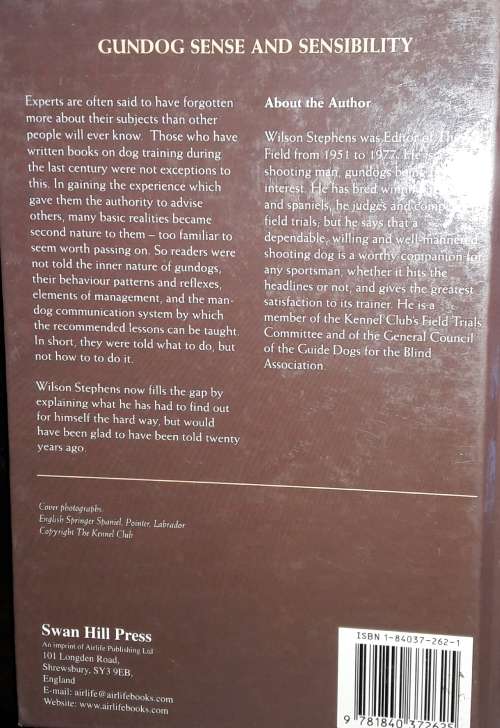 GUNDOG SENSE AND SENSIBILITY
Experts are often said to have forgotten
more about their subjects than other
people will ever know. Those who have
written books on dog training during
the last century were not exceptions to
this. In gaining the experience which
gave them the authority to advise
others, many basic realities became
second nature to them – too familiar to
seem worth passing on. So readers were
not told the inner nature of gundogs,
their behaviour patterns and reflexes,
elements of management, and the man-
dog communication system by which
the recommended lessons can be taught.
In short, they were told what to do, but
not how to to do it.
Wilson Stephens now fills the gap by
explaining what he has had to find out
for himself the hard way, but would
have been glad to have been told twenty
years ago.
About the Author
Wilson Stephens was Editor of The
Field from 1951 to 1977. He
shooting man, gundogs being
interest. He has bred
and spaniels, he judges and
field trials; but he says that a
dependable, willing and well-mannered
shooting dog is a worthy companion for
any sportsman, whether it hits the
headlines or not, and gives the greatest
satisfaction to its trainer. He is a
member of the Kennel Club's Field Trials
Committee and of the General Council
of the Guide Dogs for the Blind
Association.
Cover photographs:
English Springer Spaniel, Pointer, Labrador
Copyright The Kennel Club
Swan Hill Press
An imprint of Airlife Publishing Ltd
101 Longden Road,
Shrewsbury, SY3 9EB,
England
E-mail: airlife@airlifebooks.com
Website: www.airlifebooks.com
ISBN 1-84037-262-1
9 781840 372625